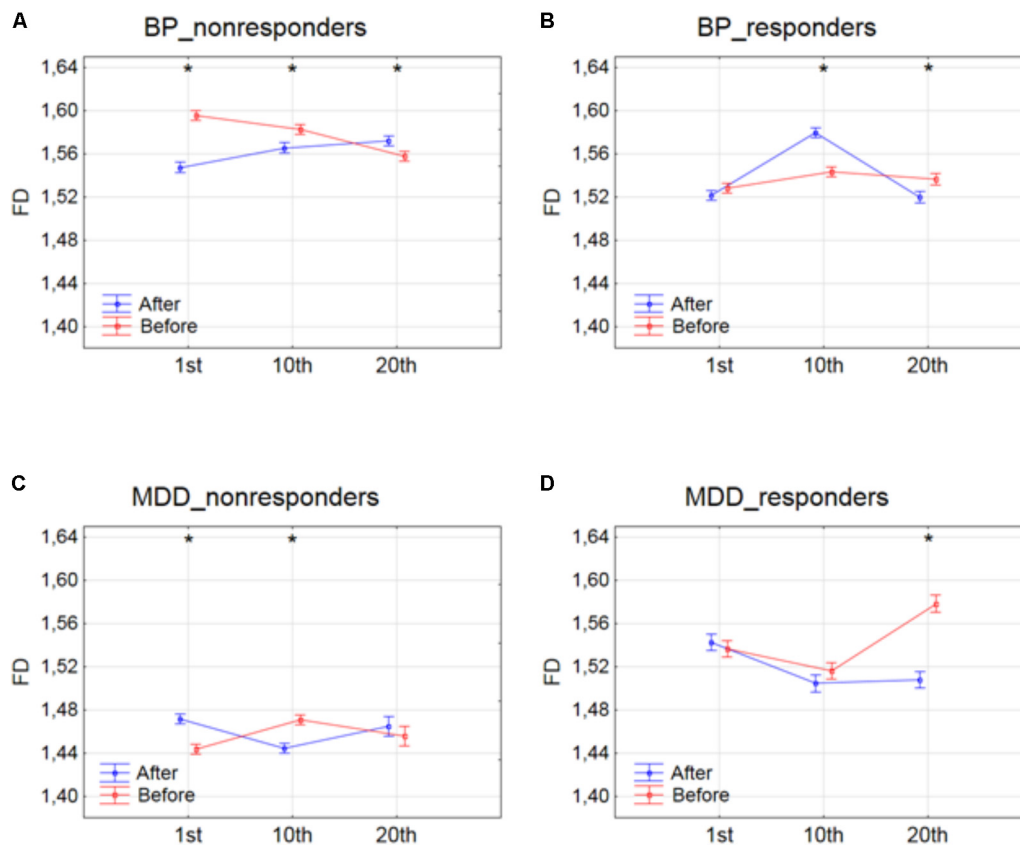 A
BP_nonresponders
1,64
1,60
1,56
1,52
1,48
1,44
1,40
FD
* * *
After
Before
1st 10th 20th
B
BP_responders
1,64
1,60
1,56
1,52
1,48
1,44
1,40
FD
* *
After
Before
1st 10th 20th
C
MDD_nonresponders
1,64
1,60
1,56
1,52
1,48
1,44
1,40
FD
* *
After
Before
1st 10th 20th
D
MDD_responders
1,64
1,60
1,56
1,52
1,48
1,44
1,40
FD
*
After
Before
1st 10th 20th